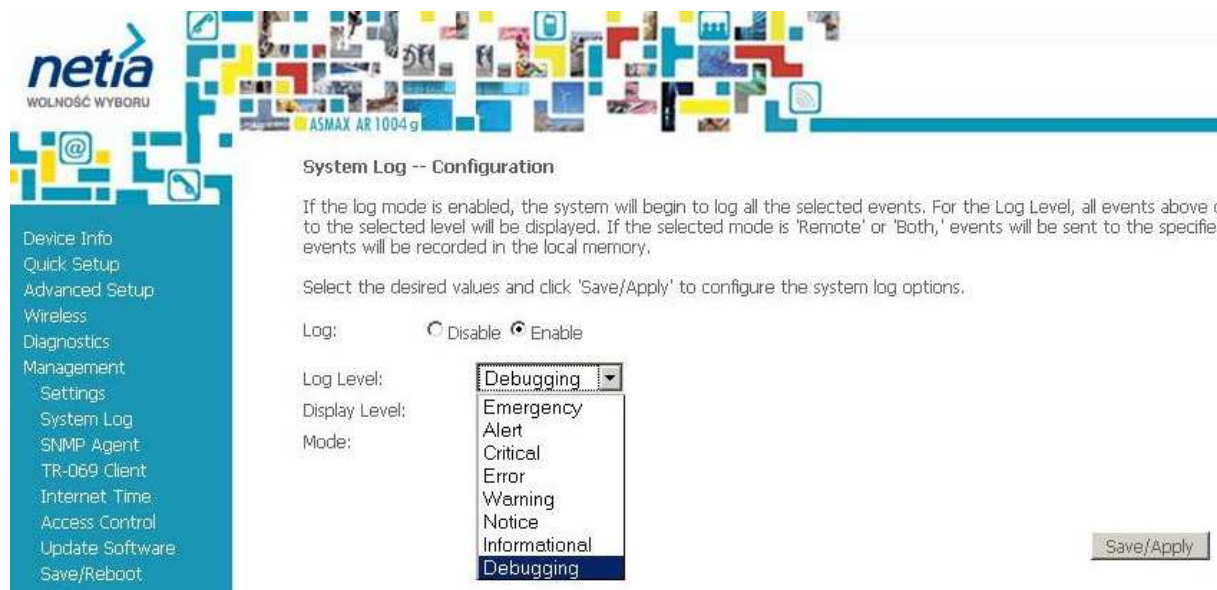 netia
WOLNOŚĆ WYBORU
ASMAX AR 1004g
@
Device Info
Quick Setup
Advanced Setup
Wireless
Diagnostics
Management
Settings
System Log
SNMP Agent
TR-069 Client
Internet Time
Access Control
Update Software
Save/Reboot
System Log -- Configuration
If the log mode is enabled, the system will begin to log all the selected events. For the Log Level, all events above
to the selected level will be displayed. If the selected mode is 'Remote' or 'Both,' events will be sent to the
events will be recorded in the local memory.
Select the desired values and click 'Save/Apply' to configure the system log options.
Log: Disable Enable
Log Level: Debugging
Display Level:
Mode:
Emergency
Alert
Critical
Error
Warning
Notice
Informational
Debugging
Save/Apply